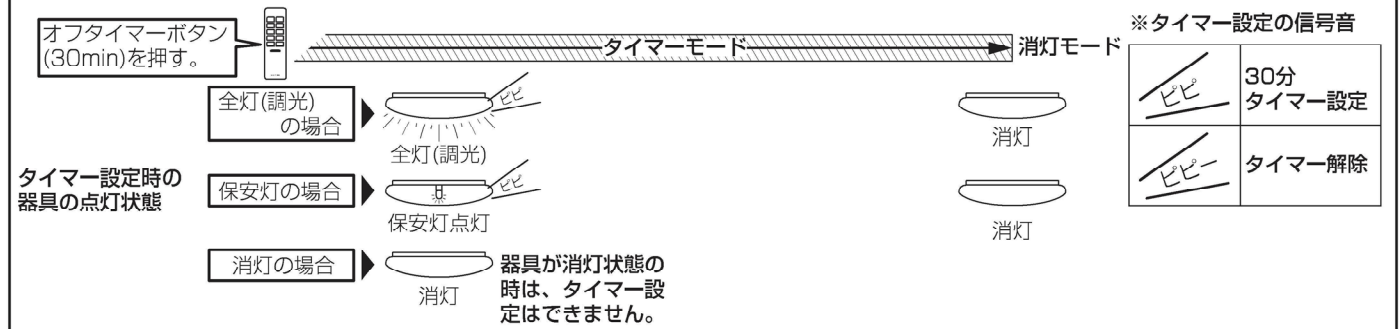 オフタイマーボタン
(30min)を押す。
タイマーモード
消灯モード
※タイマー設定の信号音
ピピ
30分
タイマー設定
ピピー
タイマー解除
タイマー設定時の
器具の点灯状態
全灯(調光)
の場合
ピピ
全灯(調光)
消灯
保安灯の場合
ピピ
保安灯点灯
消灯
消灯の場合
消灯
器具が消灯状態の
時は、タイマー設
定はできません。